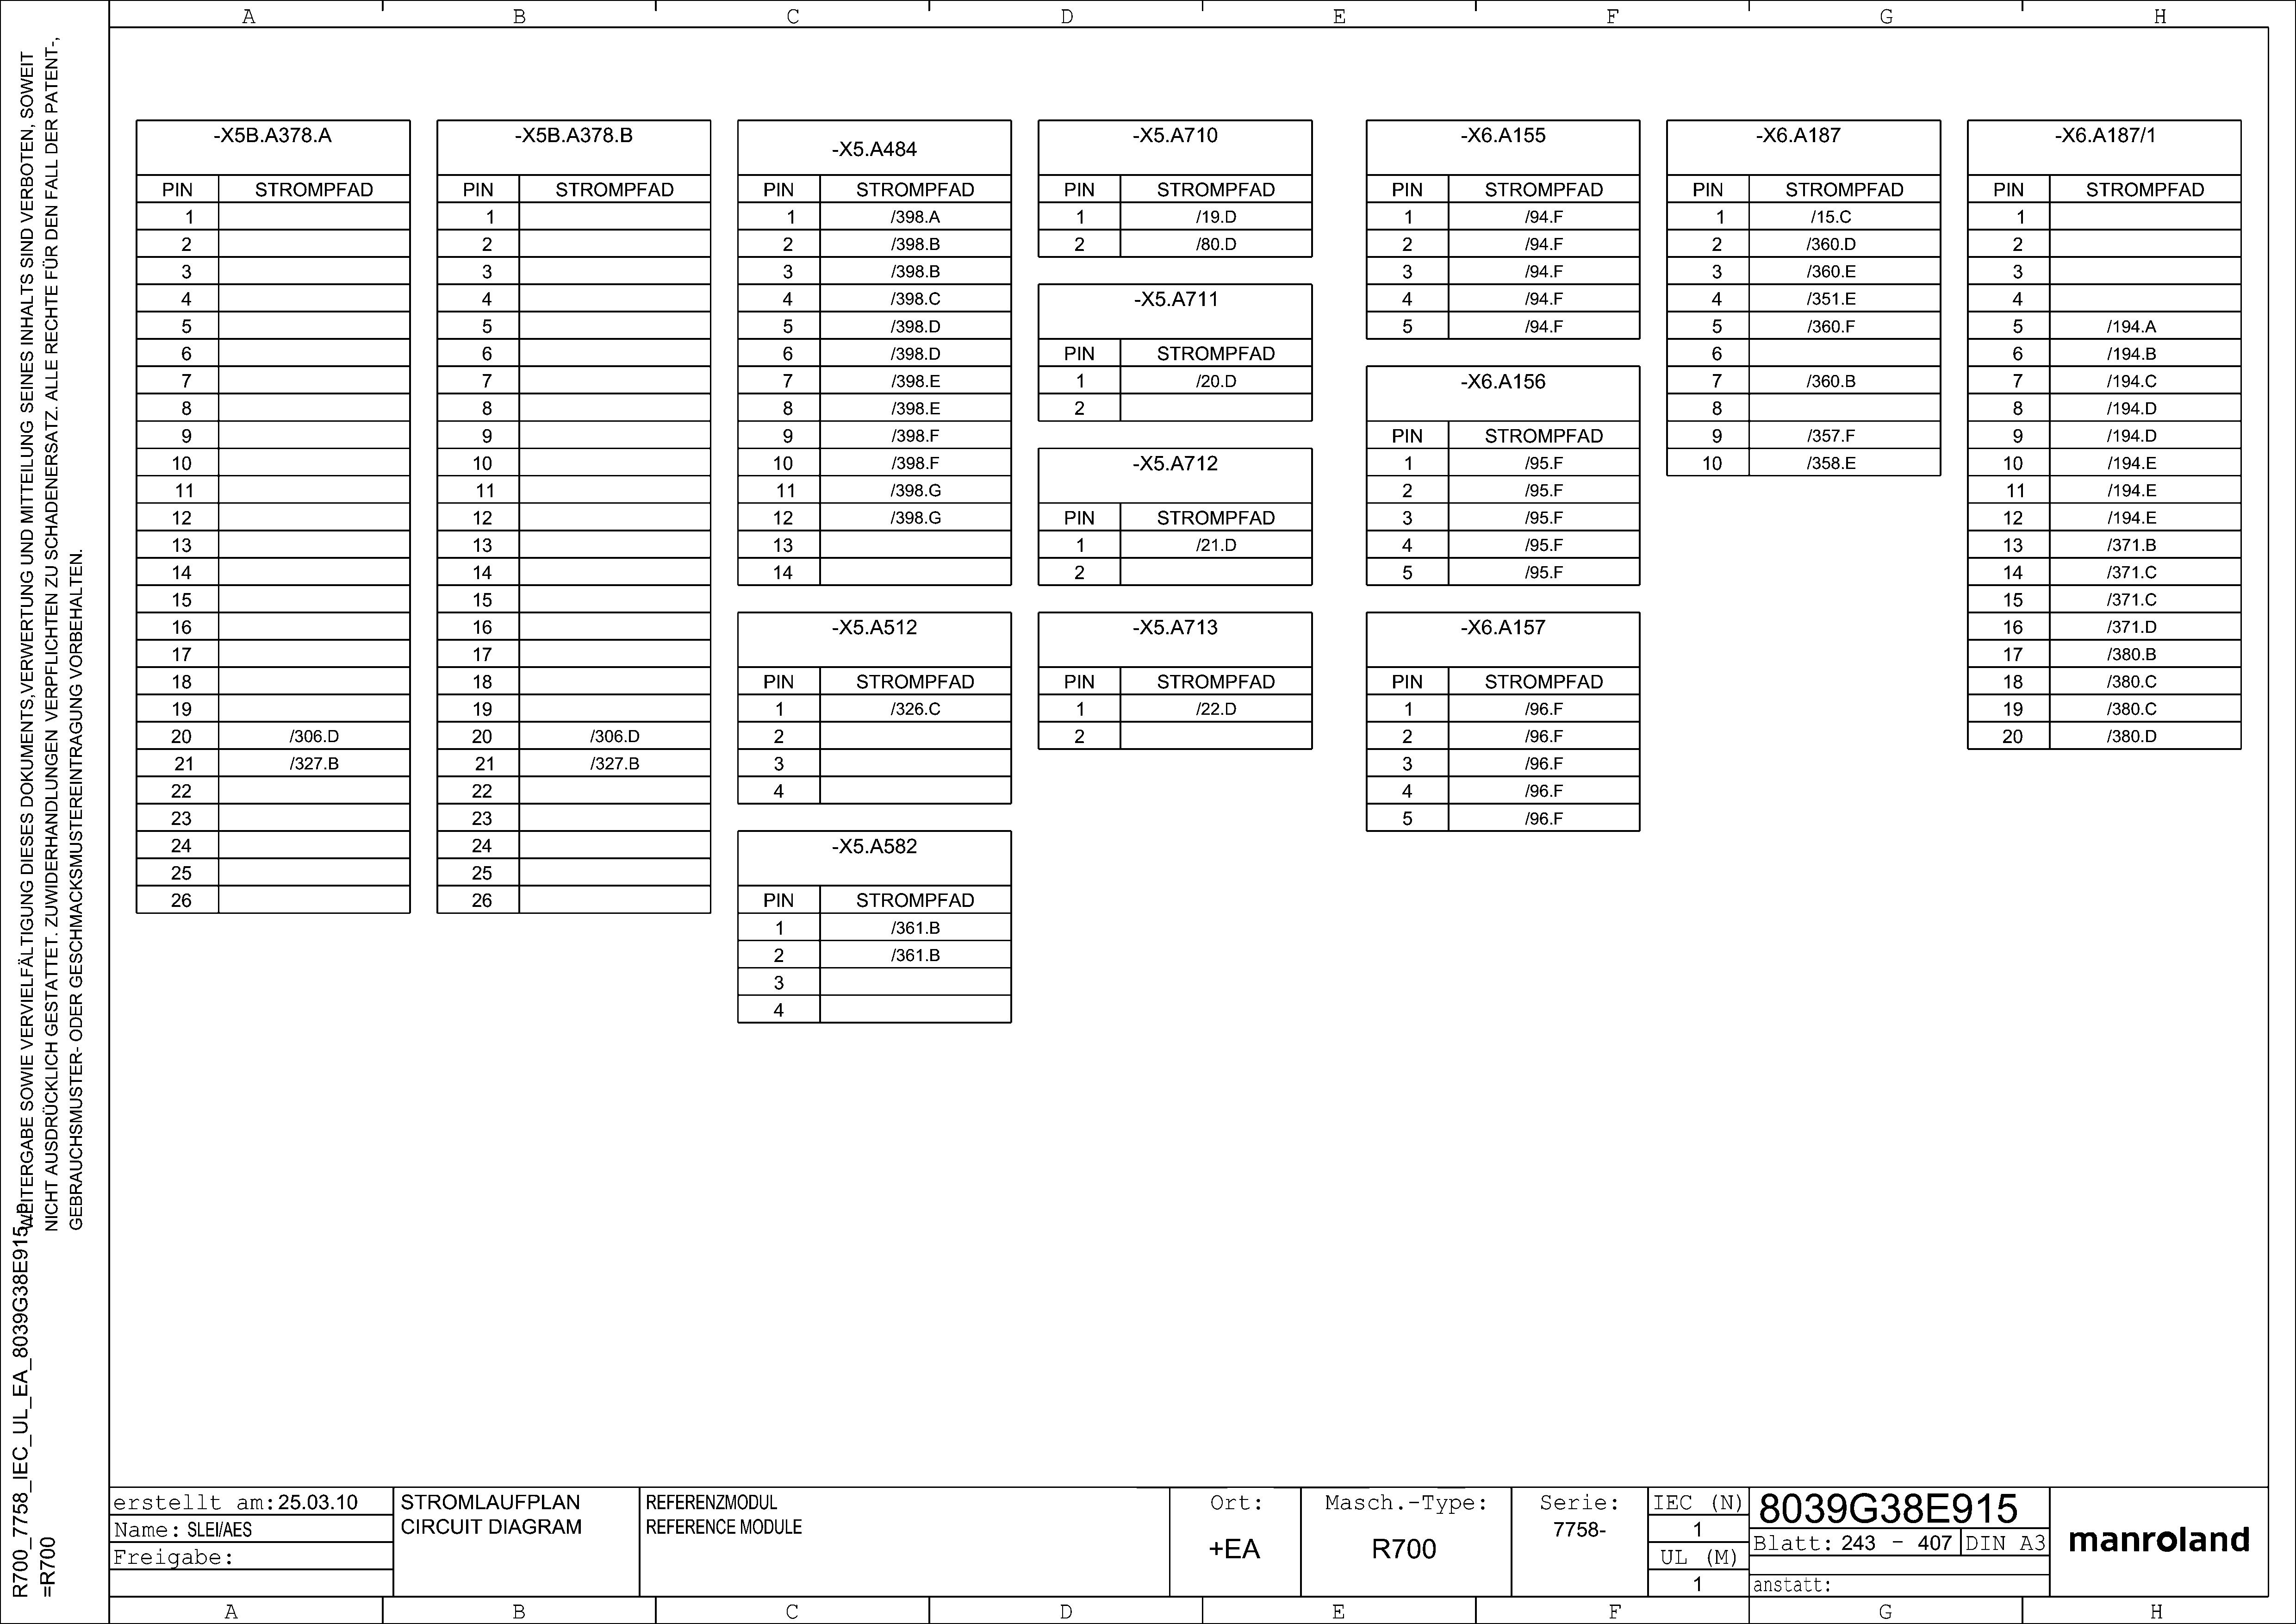 A B C D E F G H
WEITERGABE SOWIE VERVIELFÄLTIGUNG DIESES DOKUMENTS,VERWERTUNG UND MITTEILUNG SEINES INHALTS SIND VERBOTEN, SOWEIT
NICHT AUSDRÜCKLICH GESTATTET. ZUWIDERHANDLUNGEN VERPFLICHTEN ZU SCHADENERSATZ. ALLE RECHTE FÜR DEN FALL DER PATENT-,
GEBRAUCHSMUSTER- ODER GESCHMACKSMUSTEREINTRAGUNG VORBEHALTEN.
R700_7758_IEC_UL_EA_8039G38E915_D
=R700
-X5B.A378.A
PIN STROMPFAD
1
2
3
4
5
6
7
8
9
10
11
12
13
14
15
16
17
18
19
20 /306.D
21 /327.B
22
23
24
25
26
-X5B.A378.B
PIN STROMPFAD
1
2
3
4
5
6
7
8
9
10
11
12
13
14
15
16
17
18
19
20 /306.D
21 /327.B
22
23
24
25
26
-X5.A484
PIN STROMPFAD
1 /398.A
2 /398.B
3 /398.B
4 /398.C
5 /398.D
6 /398.D
7 /398.E
8 /398.E
9 /398.F
10 /398.F
11 /398.G
12 /398.G
13
14
-X5.A512
PIN STROMPFAD
1 /326.C
2
3
4
-X5.A582
PIN STROMPFAD
1 /361.B
2 /361.B
3
4
-X5.A710
PIN STROMPFAD
1 /19.D
2 /80.D
-X5.A711
PIN STROMPFAD
1 /20.D
2
-X5.A712
PIN STROMPFAD
1 /21.D
2
-X5.A713
PIN STROMPFAD
1 /22.D
2
-X6.A155
PIN STROMPFAD
1 /94.F
2 /94.F
3 /94.F
4 /94.F
5 /94.F
-X6.A156
PIN STROMPFAD
1 /95.F
2 /95.F
3 /95.F
4 /95.F
5 /95.F
-X6.A157
PIN STROMPFAD
1 /96.F
2 /96.F
3 /96.F
4 /96.F
5 /96.F
-X6.A187
PIN STROMPFAD
1 /15.C
2 /360.D
3 /360.E
4 /351.E
5 /360.F
6
7 /360.B
8
9 /357.F
10 /358.E
-X6.A187/1
PIN STROMPFAD
1
2
3
4
5 /194.A
6 /194.B
7 /194.C
8 /194.D
9 /194.D
10 /194.E
11 /194.E
12 /194.E
13 /371.B
14 /371.C
15 /371.C
16 /371.D
17 /380.B
18 /380.C
19 /380.C
20 /380.D
erstellt am: 25.03.10
Name: SLEI/AES
Freigabe:
STROMLAUFPLAN
CIRCUIT DIAGRAM
REFERENZMODUL
REFERENCE MODULE
Ort:
+EA
Masch.-Type:
R700
Serie:
7758-
IEC (N)
1
UL (M)
1
8039G38E915
Blatt: 243 - 407 DIN A3
anstatt:
manroland
A B C D E F G H